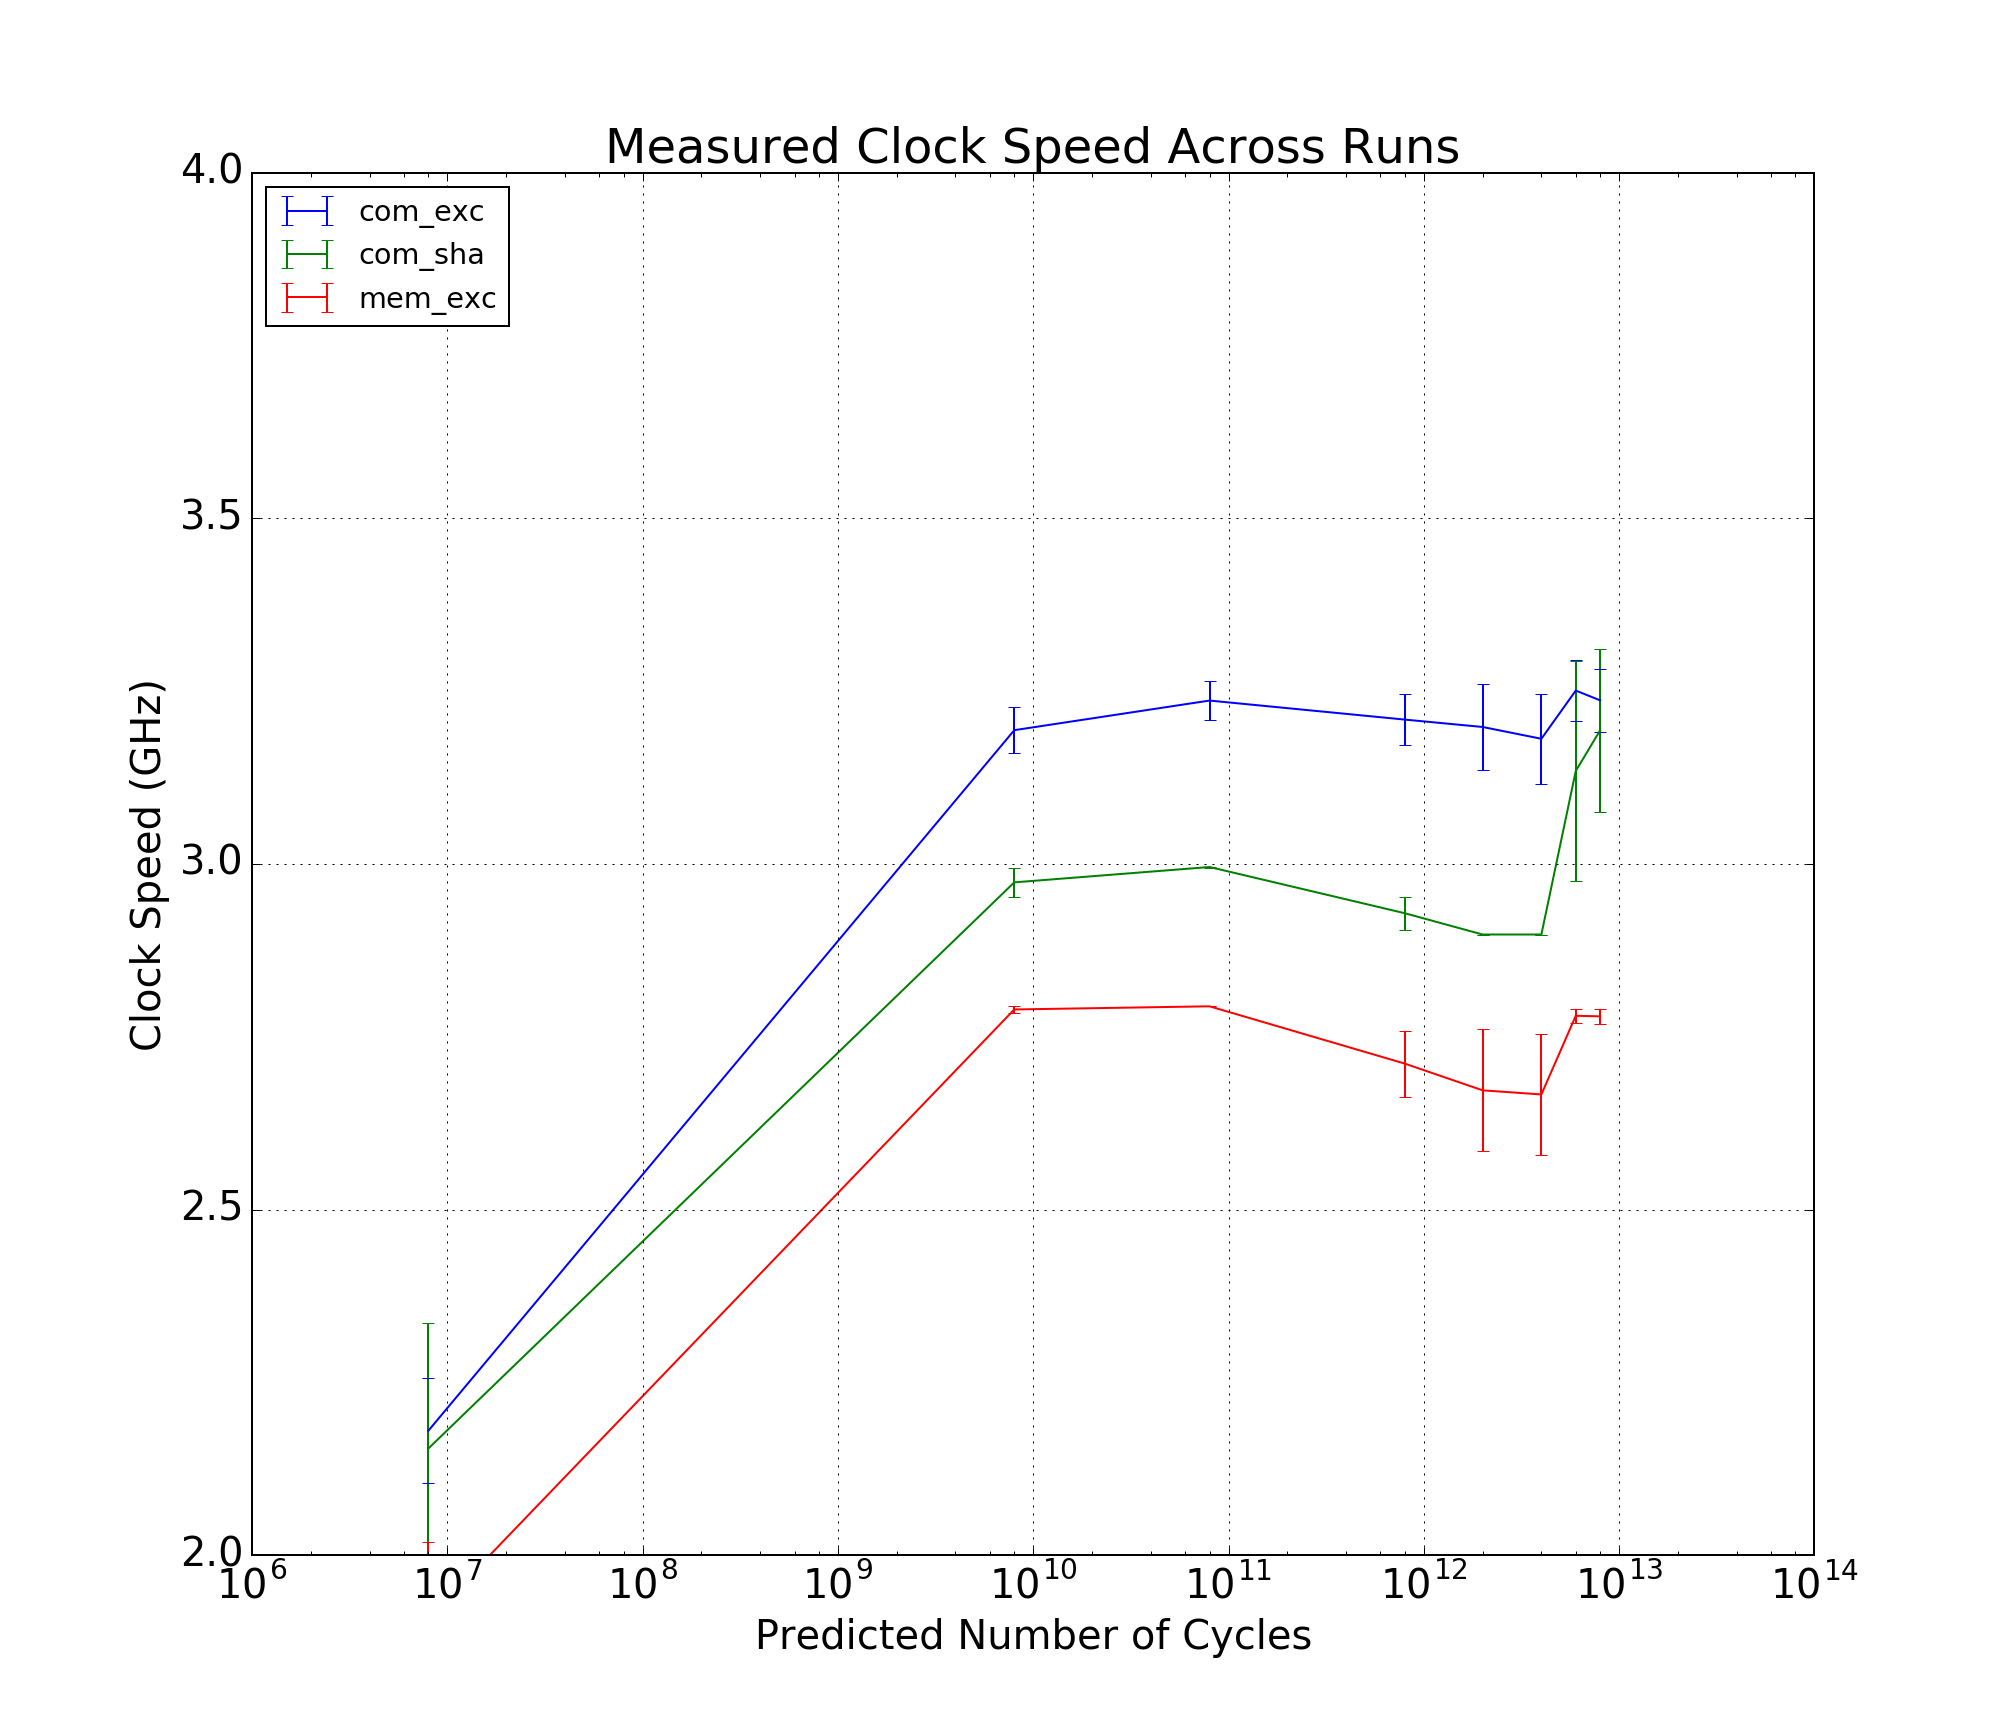 Measured Clock Speed Across Runs
4.0
com_exc
com_sha
mem_exc
3.5
3.0
2.5
2.0
Clock Speed (GHz)
10^6 10^7 10^8 10^9 10^10 10^11 10^12 10^13 10^14
Predicted Number of Cycles